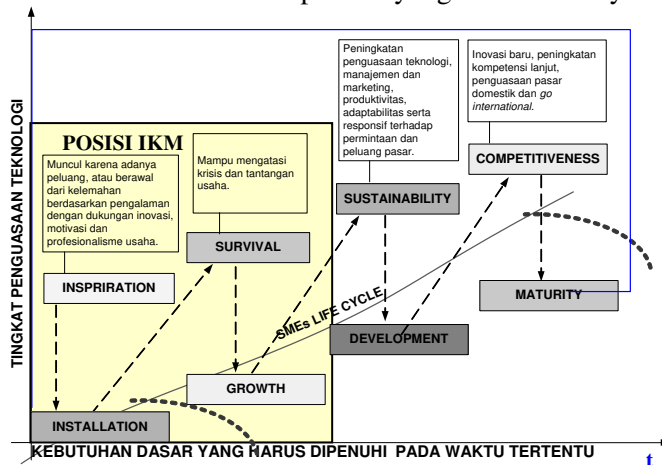 TINGKAT PENGUASAAN TEKNOLOGI
POSISI IKM
Muncul karena adanya
peluang, atau berawal
dari kelemahan
berdasarkan pengalaman
dengan dukungan inovasi,
motivasi dan
profesionalisme usaha.
Mampu mengatasi
krisis dan tantangan
usaha.
Peningkatan
penguasaan teknologi,
manajemen dan
marketing,
produktivitas,
adaptabilitas serta
responsif terhadap
permintaan dan
peluang pasar.
Inovasi baru, peningkatan
kompetensi lanjut,
penguasaan pasar
domestik dan go
international.
INSPRIRATION
SURVIVAL
SUSTAINABILITY
COMPETITIVENESS
INSTALLATION
GROWTH
DEVELOPMENT
MATURITY
SMEs LIFE CYCLE
KEBUTUHAN DASAR YANG HARUS DIPENUHI PADA WAKTU TERTENTU
t